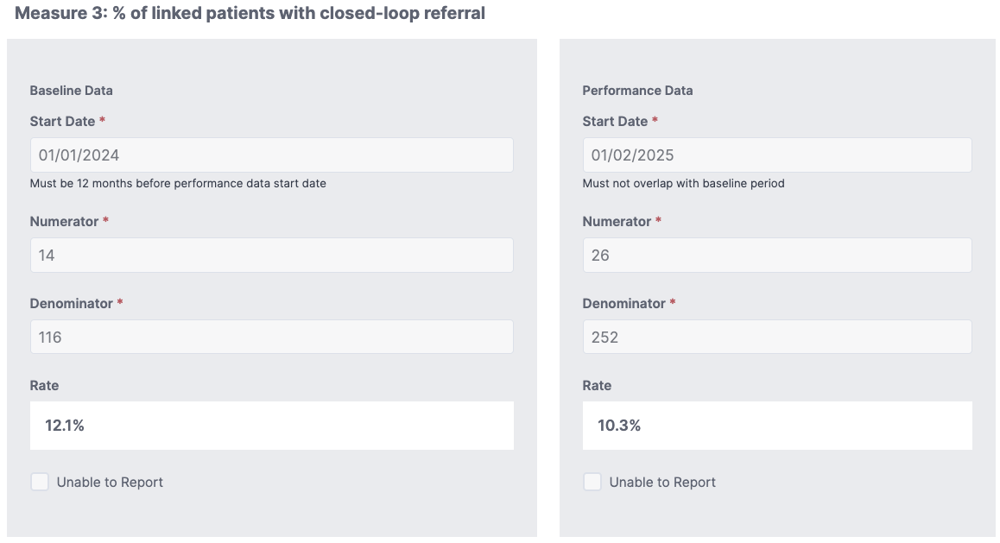 Measure 3: % of linked patients with closed-loop referral
Baseline Data
Start Date *
01/01/2024
Must be 12 months before performance data start date
Numerator *
14
Denominator *
116
Rate
12.1%
Unable to Report
Performance Data
Start Date *
01/02/2025
Must not overlap with baseline period
Numerator *
26
Denominator *
252
Rate
10.3%
Unable to Report